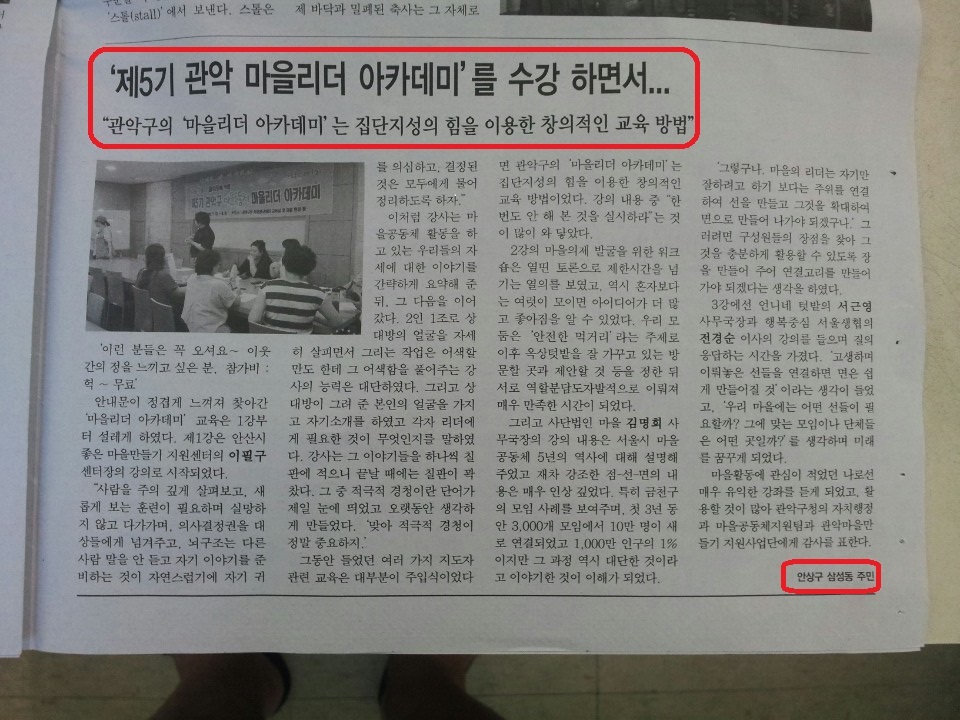 '스톨(stall)'에서 보낸다. 스톨은
제 바닥과 밀폐된 축사는 그 자체로
'제5기 관악 마을리더 아카데미'를 수강 하면서...
"관악구의 '마을리더 아카데미'는 집단지성의 힘을 이용한 창의적인 교육 방법"
제5기 관악구 마을리더 아카데미
'이런 분들은 꼭 오셔요~ 이웃
간의 정을 느끼고 싶은 분, 참가비 ;
헉 ~ 무료'
안내문이 정겹게 느껴져 찾아간
'마을리더 아카데미' 교육은 1강부
터 설레게 하였다. 제1강은 안산시
좋은 마을만들기 지원센터의 이필구
센터장의 강의로 시작되었다.
"사람을 주의 깊게 살펴보고, 새
롭게 보는 훈련이 필요하며 실망하
지 않고 다가가며, 의사결정권을 대
상들에게 넘겨주고, 뇌구조는 다른
사람 말을 안 듣고 자기 이야기를 준
비하는 것이 자연스럽기에 자기 귀
를 의심하고, 결정된
것은 모두에게 물어
정리하도록 하자."
이처럼 강사는 마
을공동체 활동을 하
고 있는 우리들의 자
세에 대한 이야기를
간략하게 요약해 준
뒤, 그 다음을 이어
갔다. 2인 1조로 상
대방의 얼굴을 자세
히 살피면서 그리는 작업은 어색할
만도 한데 그 어색함을 풀어주는 강
사의 능력은 대단하였다. 그리고 상
대방이 그려 준 본인의 얼굴을 가지
고 자기소개를 하였고 각자 리더에
게 필요한 것이 무엇인지를 말하였
다. 강사는 그 이야기들을 하나씩 칠
판에 적으니 끝날 때에는 칠판이 꽉
찼다. 그 중 적극적 경청이란 단어가
제일 눈에 띄었고 오랫동안 생각하
게 만들었다. '맞아 적극적 경청이
정말 중요하지.'
그동안 들었던 여러 가지 지도자
관련 교육은 대부분이 주입식이었다
면 관악구의 '마을리더 아카데미'는
집단지성의 힘을 이용한 창의적인
교육 방법이었다. 강의 내용 중 "한
번도 안 해 본 것을 실시하라"는 것
이 많이 와 닿았다.
2강의 마을의제 발굴을 위한 워크
숍은 열띤 토론으로 제한시간을 넘
기는 열의를 보였고, 역시 혼자보다
는 여럿이 모이면 아이디어가 더 많
고 좋아짐을 알 수 있었다. 우리 모
둠은 '안전한 먹거리'라는 주제로
이후 옥상텃밭을 잘 가꾸고 있는 방
문할 곳과 제안할 것 등을 정한 뒤
서로 역할분담도자발적으로 이뤄져
매우 만족한 시간이 되었다.
그리고 사단법인 마을 김명희 사
무국장의 강의 내용은 서울시 마을
공동체 5년의 역사에 대해 설명해
주었고 재차 강조한 점-선-면의 내
용은 매우 인상 깊었다. 특히 금천구
의 모임 사례를 보여주며, 첫 3년 동
안 3,000개 모임에서 10만 명이 새
로 연결되었고 1,000만 인구의 1%
이지만 그 과정 역시 대단한 것이라
고 이야기한 것이 이해가 되었다.
'그렇구나. 마을의 리더는 자기만
잘하려고 하기 보다는 주위를 연결
하여 선을 만들고 그것을 확대하여
면으로 만들어 나가야 되겠구나.' 그
러려면 구성원들의 장점을 찾아 그
것을 충분하게 활용할 수 있도록 장
을 만들어 주어 연결고리를 만들어
가야 되겠다는 생각을 하였다.
3강에선 언니네 텃밭의 서근영
사무국장과 행복중심 서울생협의
전경순 이사의 강의를 들으며 질의
응답하는 시간을 가졌다. '고생하며
이뤄놓은 선들을 연결하면 면은 쉽
게 만들어질 것' 이라는 생각이 들었
고, '우리 마을에는 어떤 선들이 필
요할까? 그에 맞는 모임이나 단체들
은 어떤 곳일까?'를 생각하며 미래
를 꿈꾸게 되었다.
마을활동에 관심이 적었던 나로선
매우 유익한 강좌를 듣게 되었고, 활
용할 것이 많아 관악구청의 자치행정
과 마을공동체지원팀과 관악마을만
들기 지원사업단에게 감사를 표한다.
안상구 삼성동 주민